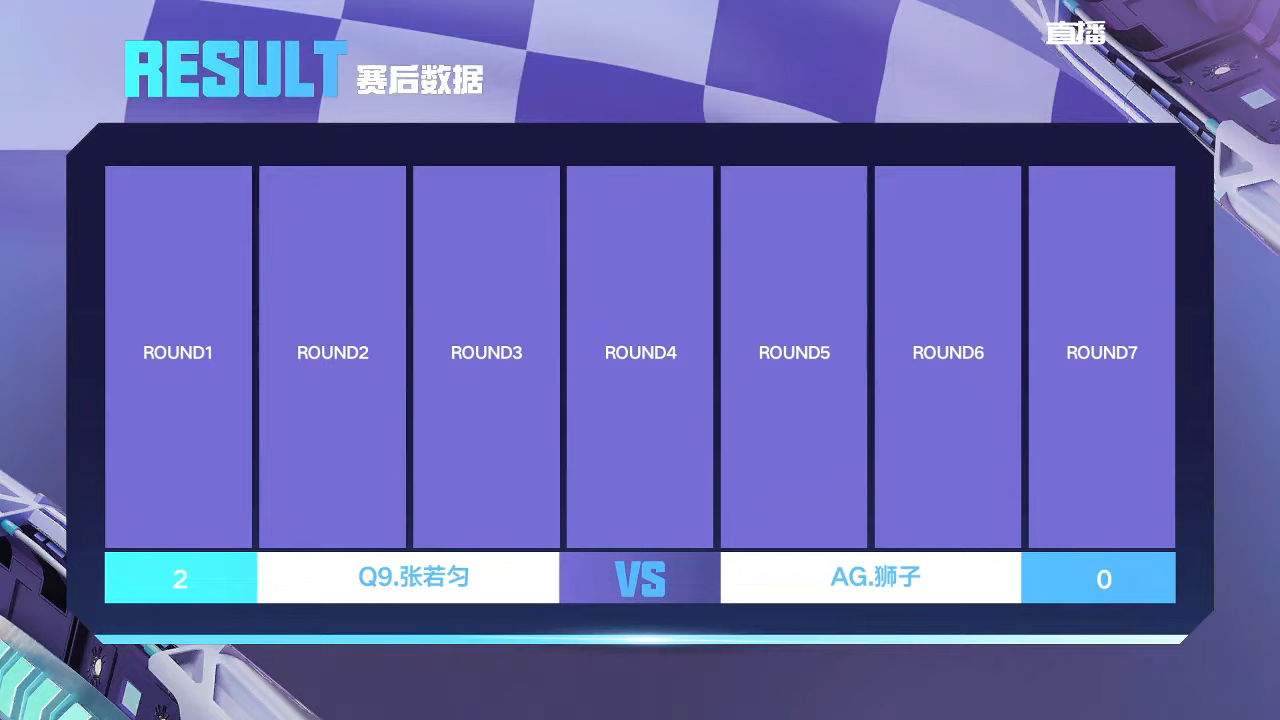 直播
RESULT 赛后数据
ROUND1 ROUND2 ROUND3 ROUND4 ROUND5 ROUND6 ROUND7
2 Q9.张若匀 VS AG.狮子 0